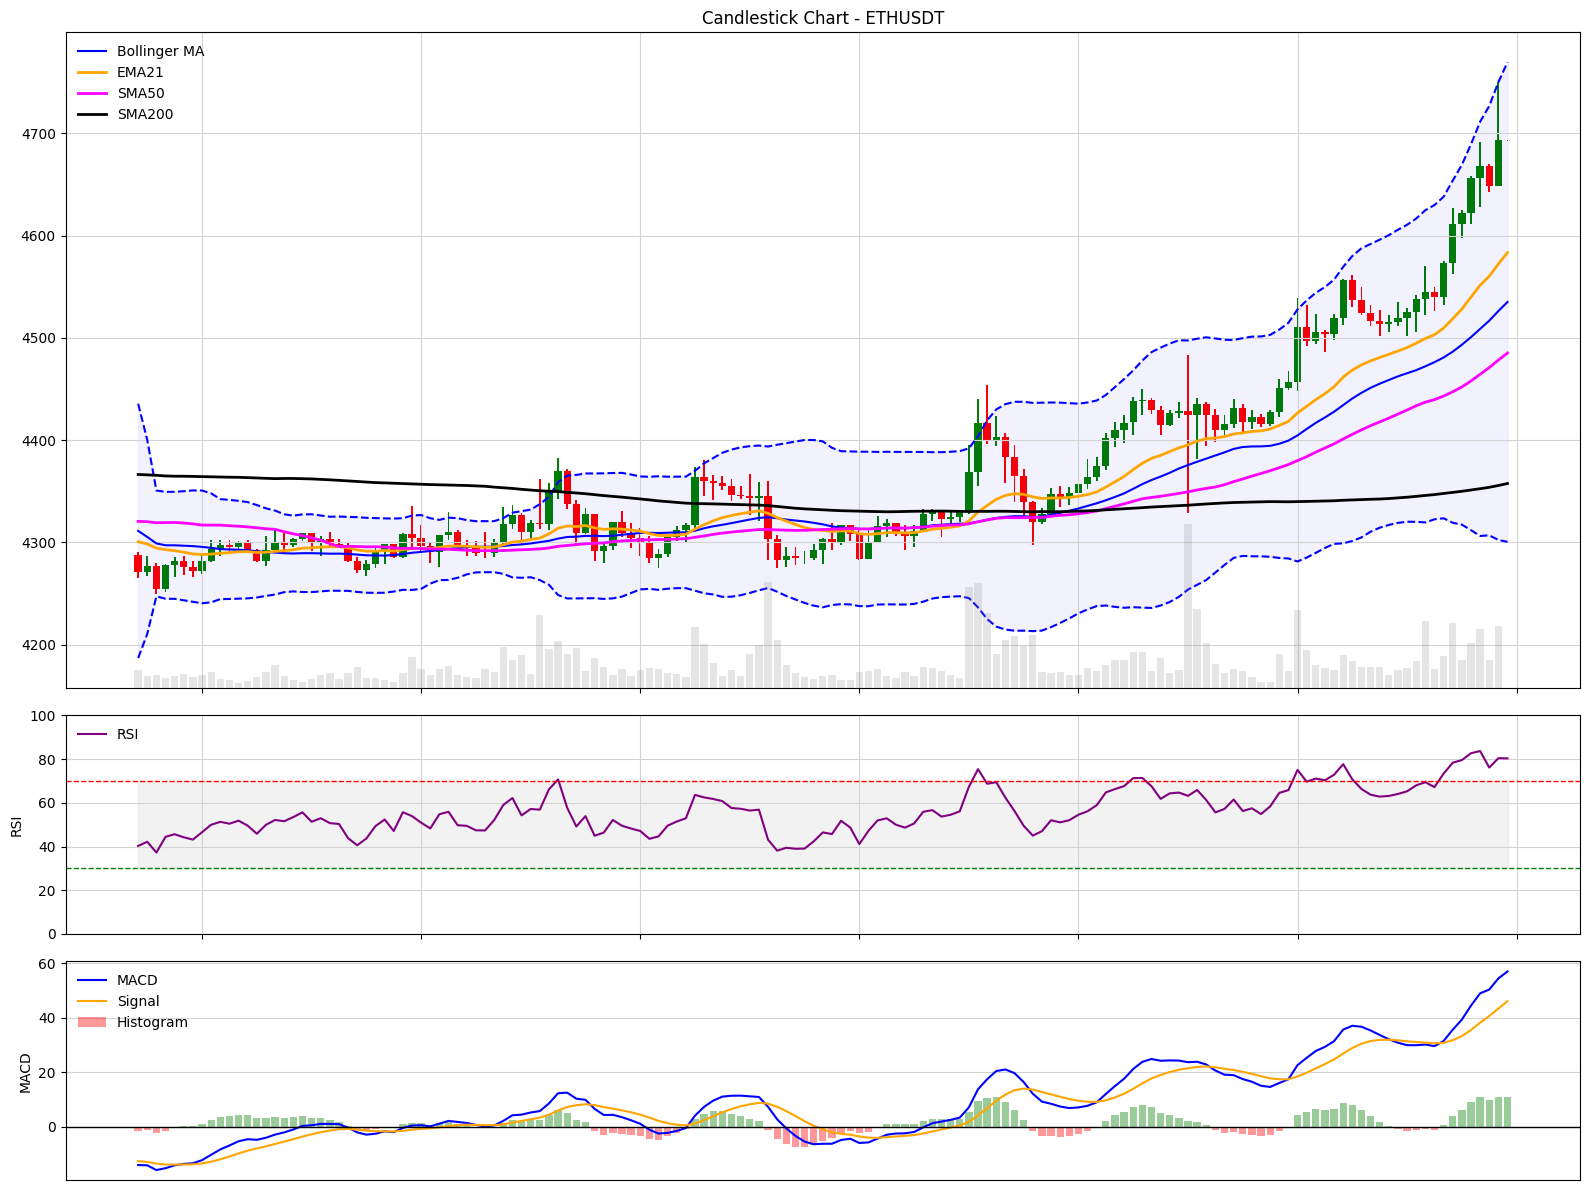 Candlestick Chart - ETHUSDT
Bollinger MA
EMA21
SMA50
SMA200
4700
4600
4500
4400
4300
4200
100
80
60
40
20
0
RSI
RSI
60
40
20
0
MACD
MACD
Signal
Histogram